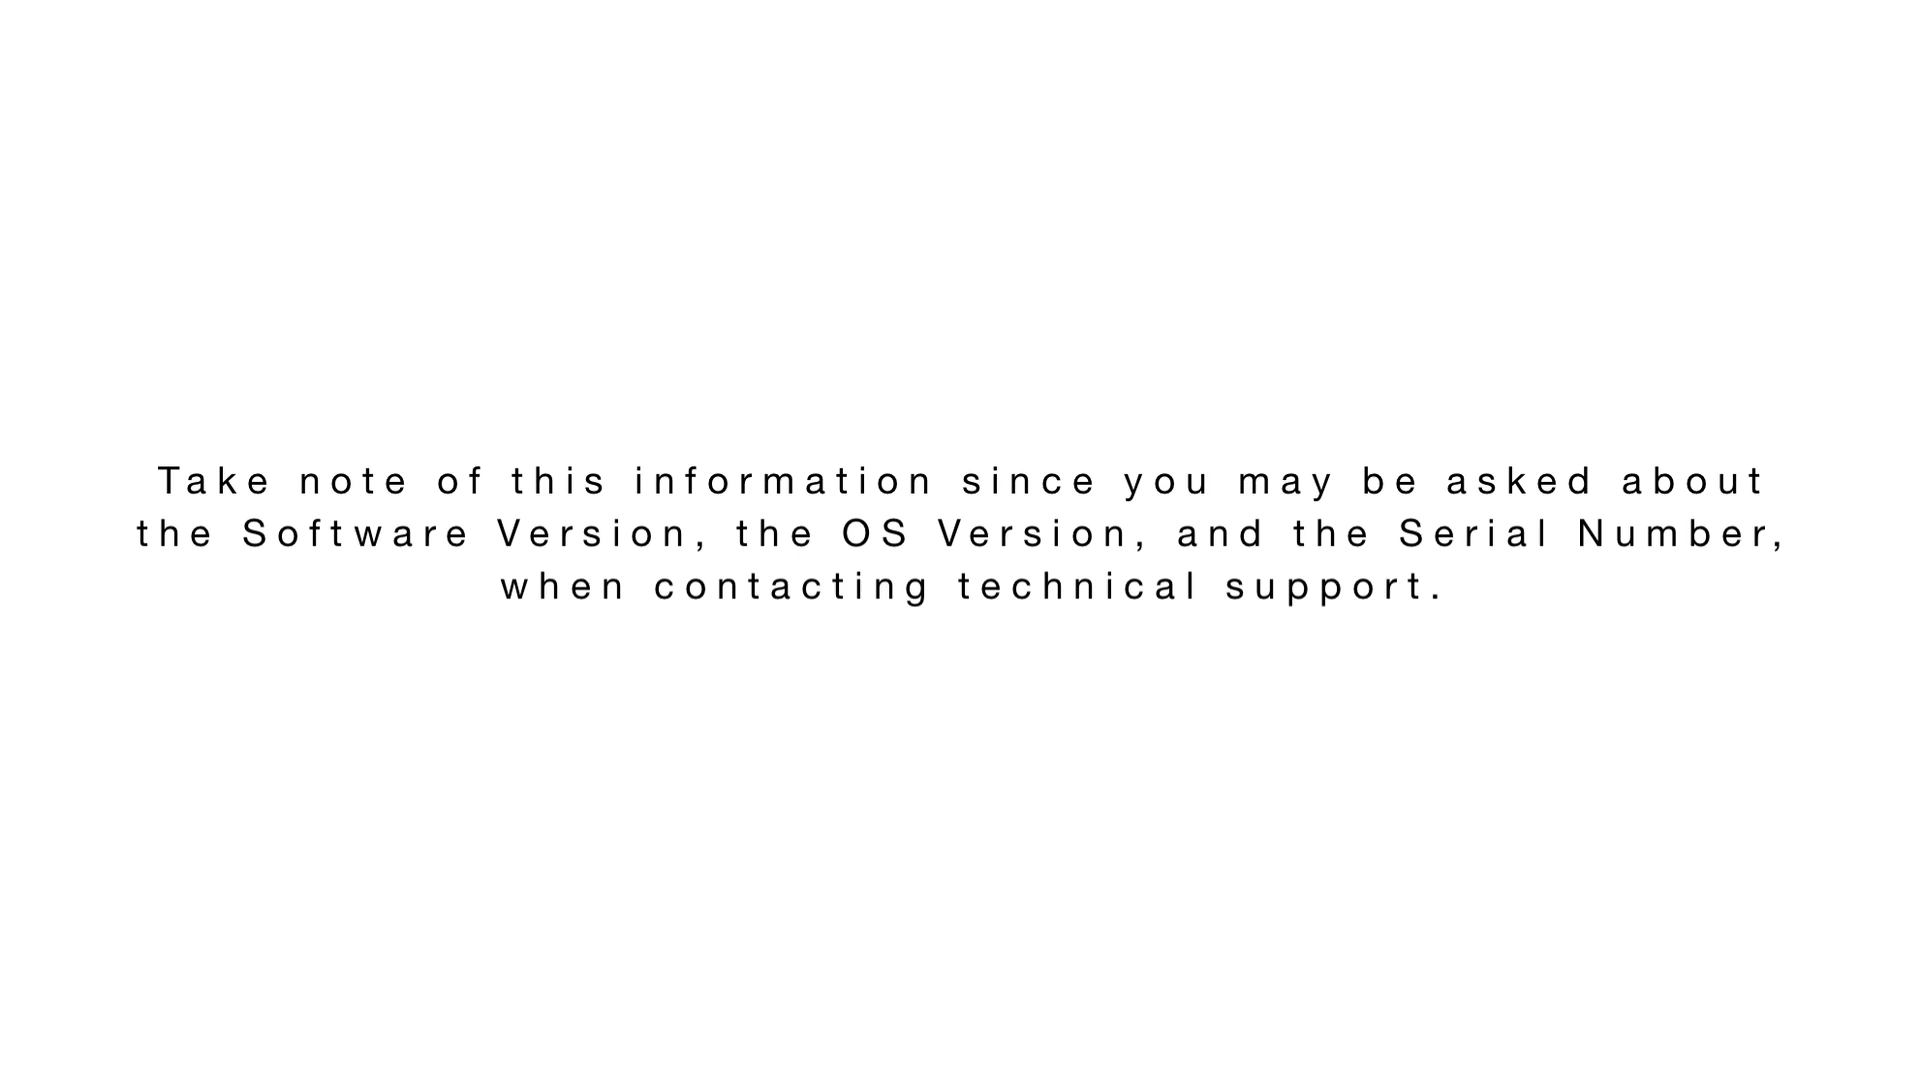 Take note of this information since you may be asked about
the Software Version, the OS Version, and the Serial Number,
when contacting technical support.